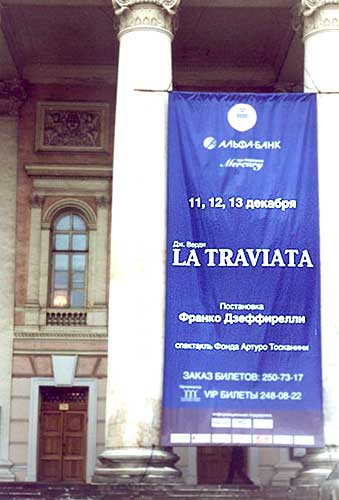 АЛЬФА·БАНК
Mercury
11, 12, 13 декабря
Дж. Верди
LA TRAVIATA
Постановка
Франко Дзеффирелли
спектакль Фонда Артуро Тосканини
ЗАКАЗ БИЛЕТОВ: 250-73-17
VIP БИЛЕТЫ 248-08-22